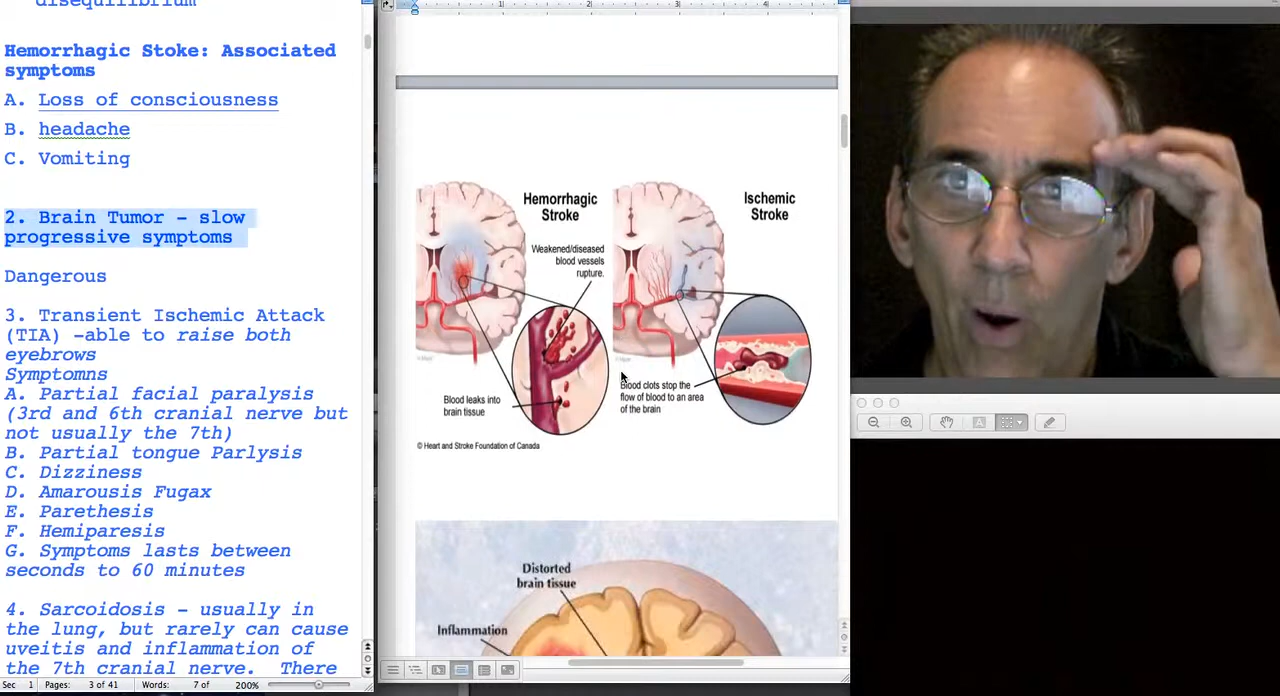 disequilibrium
Hemorrhagic Stoke: Associated
symptoms
A. Loss of consciousness
B. headache
C. Vomiting
2. Brain Tumor – slow
progressive symptoms
Dangerous
3. Transient Ischemic Attack
(TIA) -able to raise both
eyebrows
Symptomns
A. Partial facial paralysis
(3rd and 6th cranial nerve but
not usually the 7th)
B. Partial tongue Parlysis
C. Dizziness
D. Amarousis Fugax
E. Parethesis
F. Hemiparesis
G. Symptoms lasts between
seconds to 60 minutes
4. Sarcoidosis – usually in
the lung, but rarely can cause
uveitis and inflammation of
the 7th cranial nerve. There
Sec 1 Pages: 3 of 41 Words: 7 of 200%
1 2 3 4
Hemorrhagic
Stroke
Weakened/diseased
blood vessels
rupture.
Blood leaks into
brain tissue
Ischemic
Stroke
Blood clots stop the
flow of blood to an area
of the brain
© Heart and Stroke Foundation of Canada
Distorted
brain tissue
Inflammation